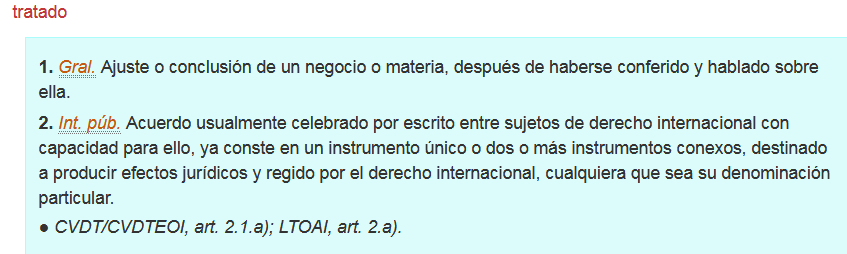 tratado
1. Gral. Ajuste o conclusión de un negocio o materia, después de haberse conferido y hablado sobre
ella.
2. Int. púb. Acuerdo usualmente celebrado por escrito entre sujetos de derecho internacional con
capacidad para ello, ya conste en un instrumento único o dos o más instrumentos conexos, destinado
a producir efectos jurídicos y regido por el derecho internacional, cualquiera que sea su denominación
particular.
● CVDT/CVDTEOI, art. 2.1.a); LTOAI, art. 2.a).